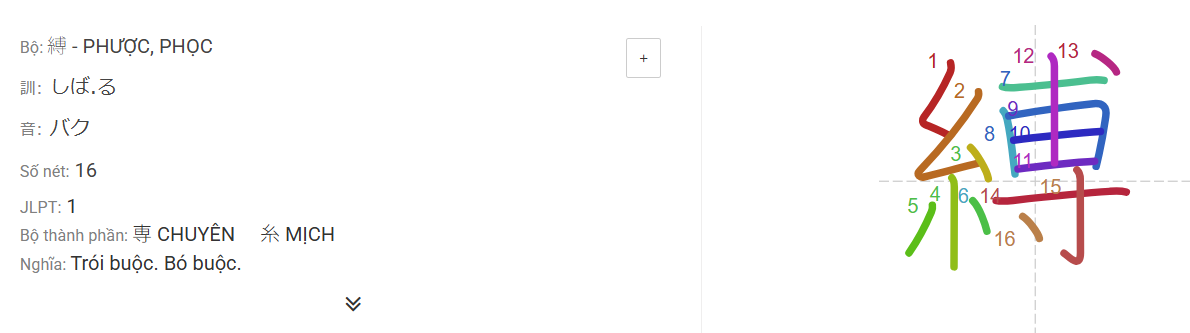 Bộ: 縛 - PHƯỢC, PHỌC
+
訓: しば.る
音: バク
Số nét: 16
JLPT: 1
Bộ thành phần: 専 CHUYÊN 糸 MỊCH
Nghĩa: Trói buộc. Bó buộc.
縛
1 2 3 4 5 6 7 8 9 10 11 12 13 14 15 16